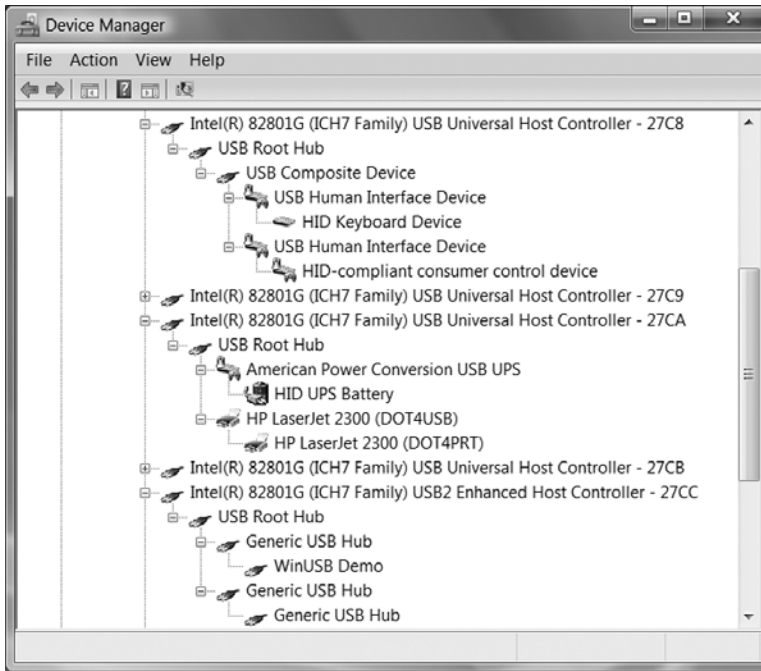 Device Manager
File Action View Help
Intel(R) 82801G (ICH7 Family) USB Universal Host Controller - 27C8
USB Root Hub
USB Composite Device
USB Human Interface Device
HID Keyboard Device
USB Human Interface Device
HID-compliant consumer control device
Intel(R) 82801G (ICH7 Family) USB Universal Host Controller - 27C9
Intel(R) 82801G (ICH7 Family) USB Universal Host Controller - 27CA
USB Root Hub
American Power Conversion USB UPS
HID UPS Battery
HP LaserJet 2300 (DOT4USB)
HP LaserJet 2300 (DOT4PRT)
Intel(R) 82801G (ICH7 Family) USB Universal Host Controller - 27CB
Intel(R) 82801G (ICH7 Family) USB2 Enhanced Host Controller - 27CC
USB Root Hub
Generic USB Hub
WinUSB Demo
Generic USB Hub
Generic USB Hub